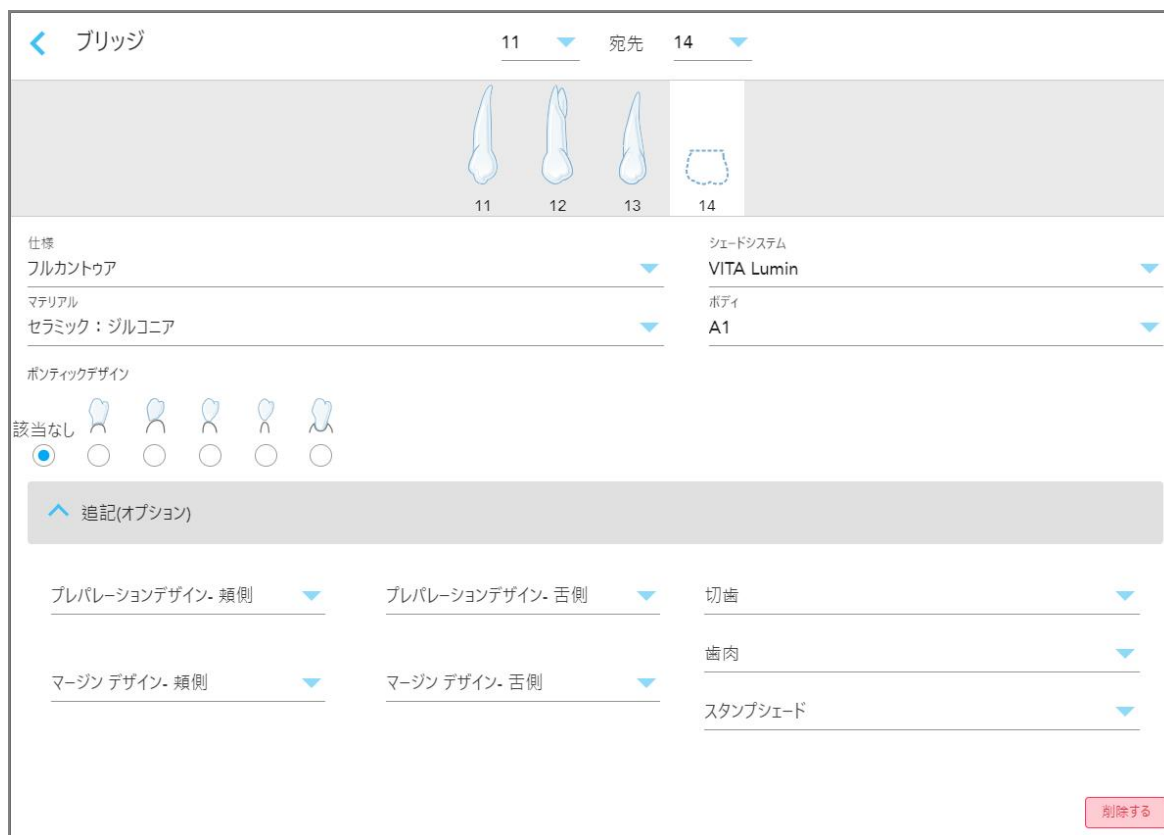 ブリッジ 11 宛先 14
11 12 13 14
仕様
フルカントゥア
シェードシステム
VITA Lumin
マテリアル
セラミック：ジルコニア
ボディ
A1
ポンティックデザイン
該当なし
追記(オプション)
プレパレーションデザイン- 頬側
プレパレーションデザイン- 舌側
切歯
歯肉
マージン デザイン- 頬側
マージン デザイン- 舌側
スタンプシェード
削除する